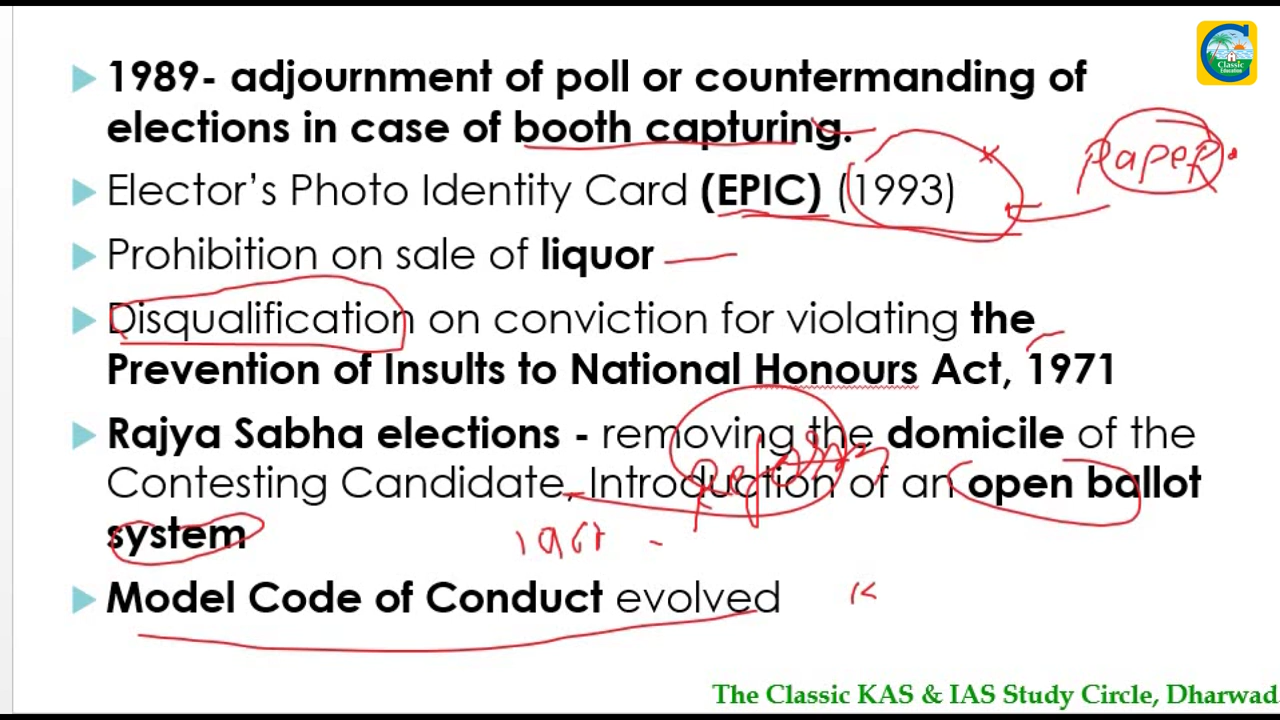 1989- adjournment of poll or countermanding of
elections in case of booth capturing.
paper.
Elector's Photo Identity Card (EPIC) (1993)
Prohibition on sale of liquor
Disqualification on conviction for violating the
Prevention of Insults to National Honours Act, 1971
Rajya Sabha elections - removing the domicile of the
Contesting Candidate, Introduction of an open ballot
system
Model Code of Conduct evolved
Classic
Education
The Classic KAS & IAS Study Circle, Dharwad